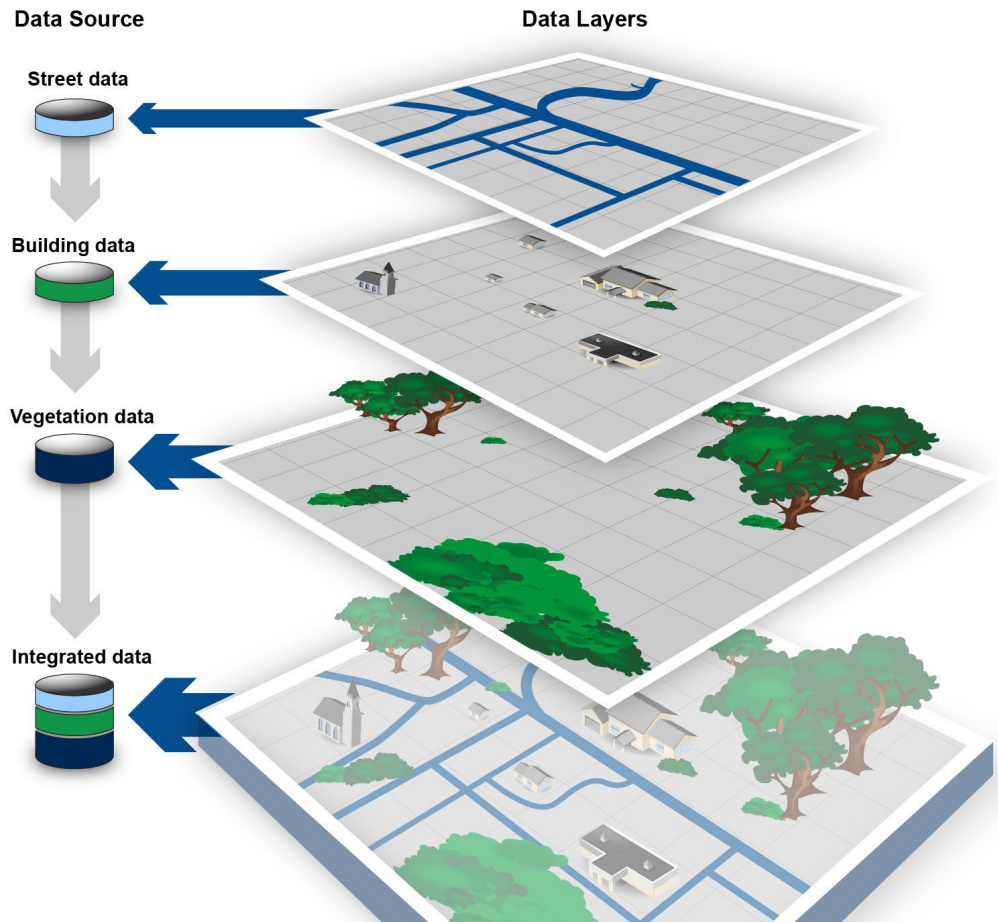 Data Source
Data Layers
Street data
Building data
Vegetation data
Integrated data